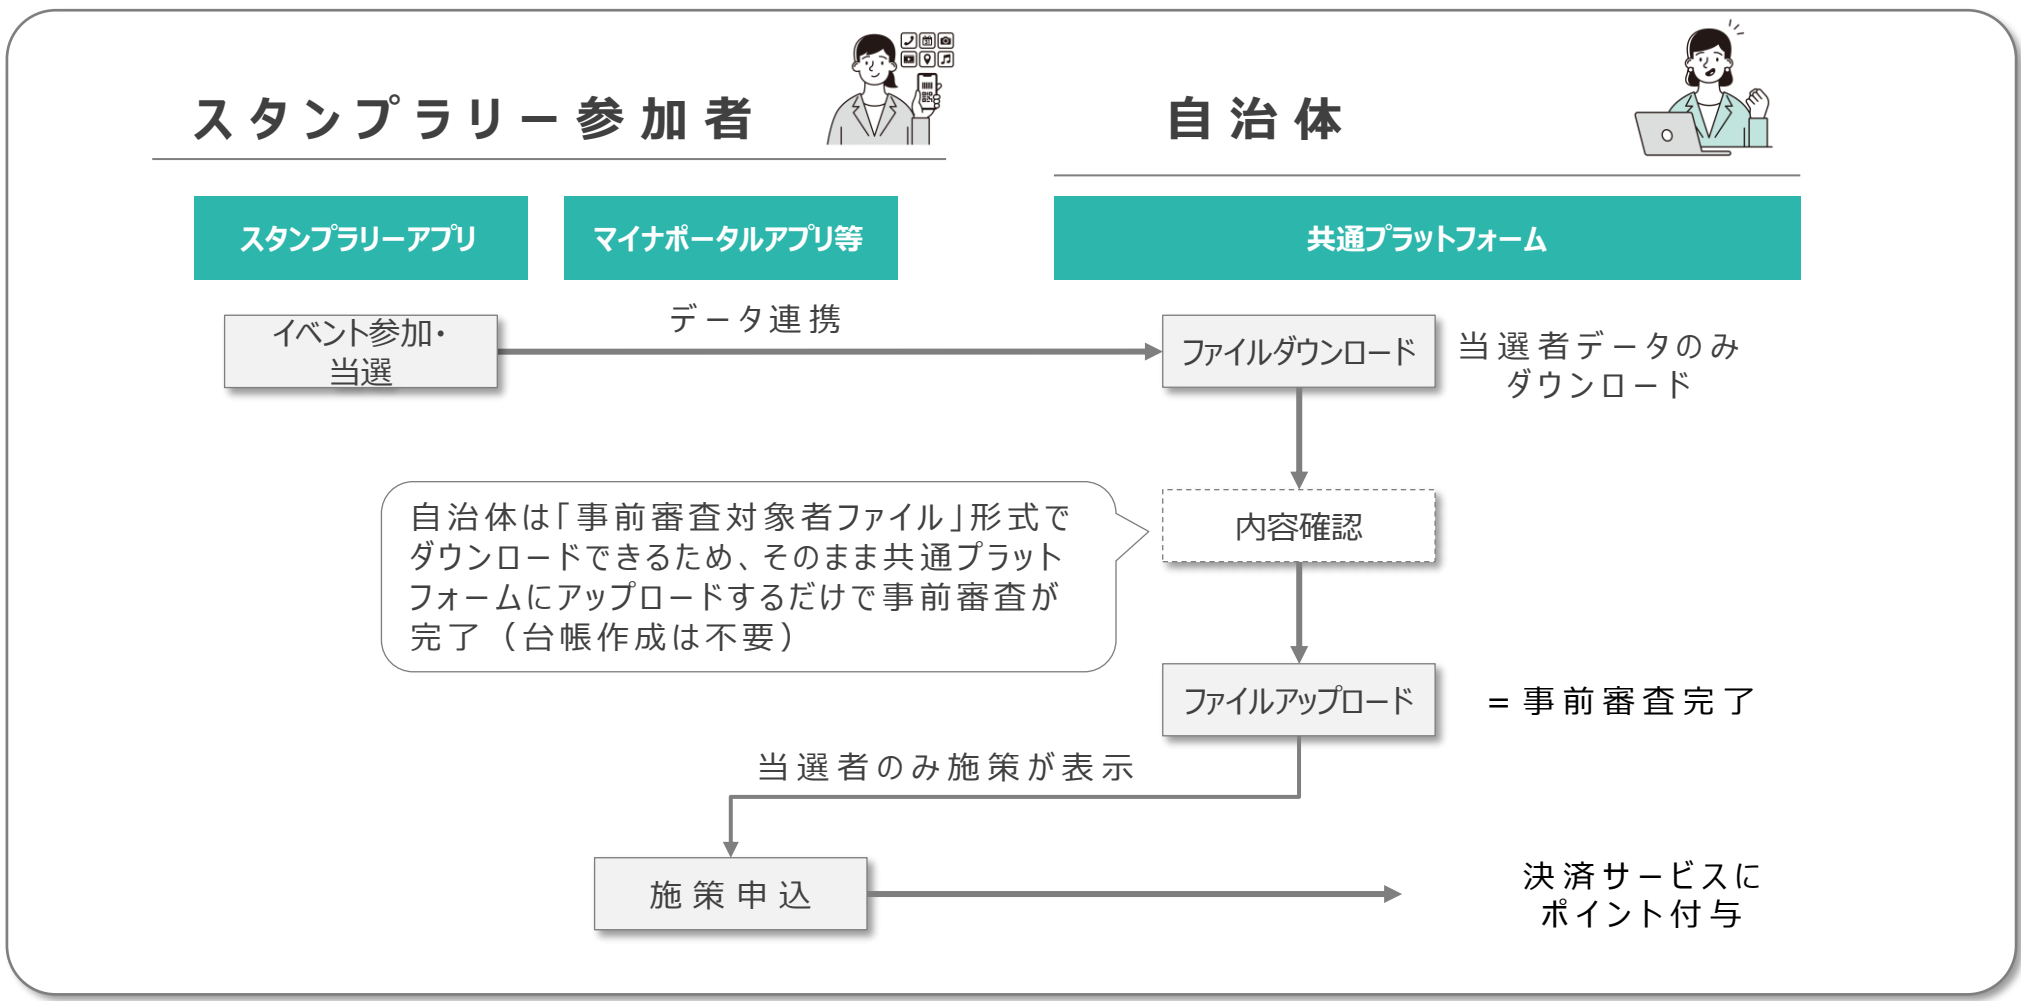 スタンプラリー参加者
自治体
スタンプラリーアプリ
マイナポータルアプリ等
共通プラットフォーム
イベント参加・
当選
データ連携
ファイルダウンロード
当選者データのみ
ダウンロード
自治体は「事前審査対象者ファイル」形式で
ダウンロードできるため、そのまま共通プラット
フォームにアップロードするだけで事前審査が
完了（台帳作成は不要）
内容確認
ファイルアップロード
=事前審査完了
当選者のみ施策が表示
施策申込
決済サービスに
ポイント付与